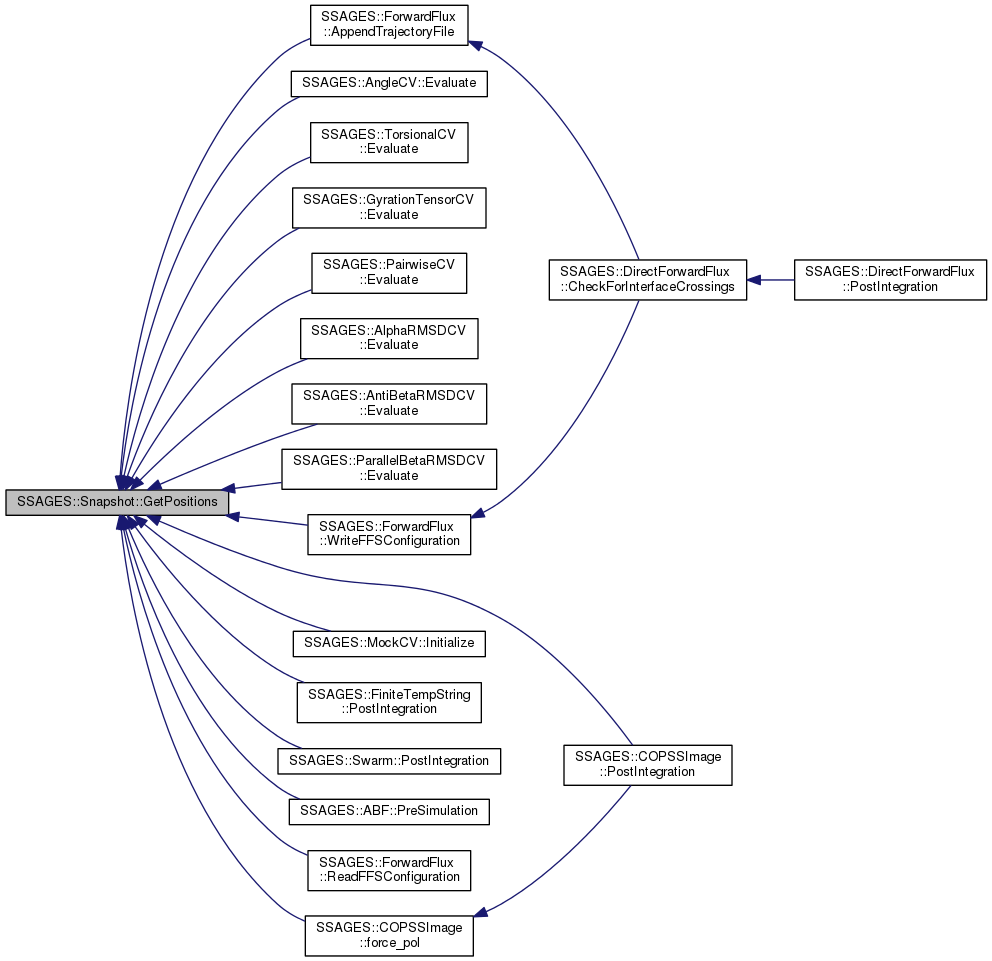 SSAGES::ForwardFlux
::AppendTrajectoryFile
SSAGES::AngleCV::Evaluate
SSAGES::TorsionalCV
::Evaluate
SSAGES::GyrationTensorCV
::Evaluate
SSAGES::PairwiseCV
::Evaluate
SSAGES::AlphaRMSDCV
::Evaluate
SSAGES::AntiBetaRMSDCV
::Evaluate
SSAGES::ParallelBetaRMSDCV
::Evaluate
SSAGES::Snapshot::GetPositions
SSAGES::ForwardFlux
::WriteFFSConfiguration
SSAGES::MockCV::Initialize
SSAGES::FiniteTempString
::PostIntegration
SSAGES::Swarm::PostIntegration
SSAGES::ABF::PreSimulation
SSAGES::ForwardFlux
::ReadFFSConfiguration
SSAGES::COPSSImage
::force_pol
SSAGES::DirectForwardFlux
::CheckForInterfaceCrossings
SSAGES::DirectForwardFlux
::PostIntegration
SSAGES::COPSSImage
::PostIntegration